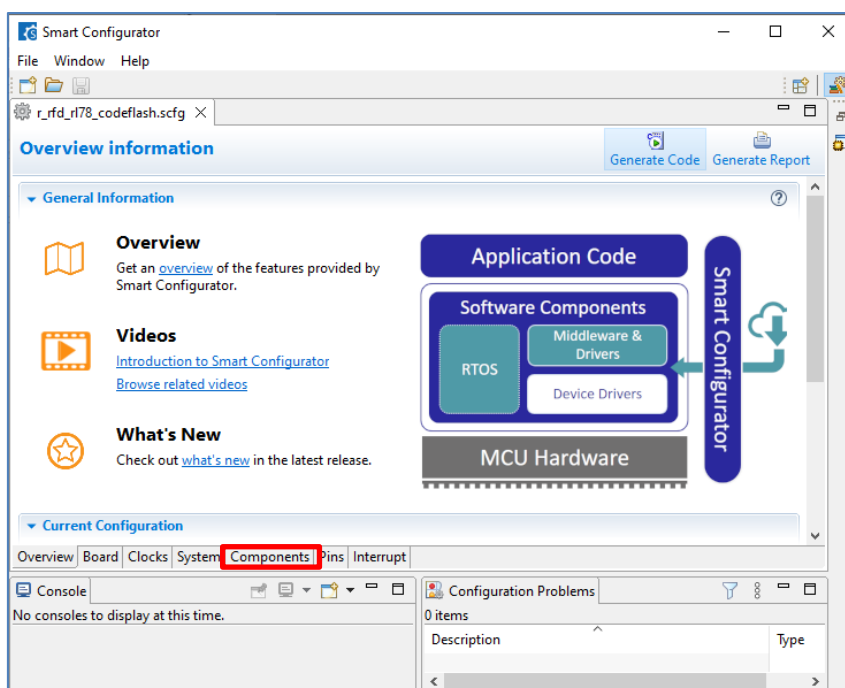 Smart Configurator
File Window Help
r_rfd_rl78_codeflash.scfg
Overview information
Generate Code Generate Report
General Information
Overview
Get an overview of the features provided by
Smart Configurator.
Videos
Introduction to Smart Configurator
Browse related videos
What's New
Check out what's new in the latest release.
Application Code
Software Components
RTOS
Middleware &
Drivers
Device Drivers
MCU Hardware
Smart Configurator
Current Configuration
Overview Board Clocks System Components Pins Interrupt
Console
No consoles to display at this time.
Configuration Problems
0 items
Description Type